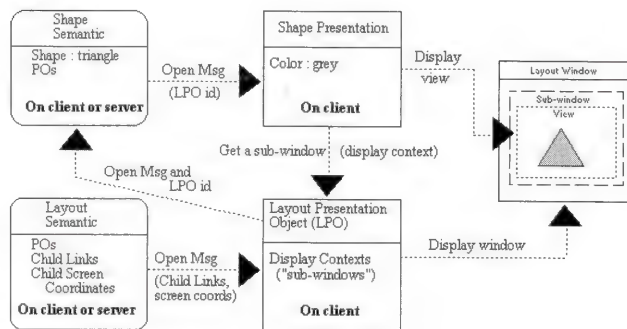 Shape
Semantic
Shape : triangle
POs
On client or server
Open Msg
(LPO id)
Shape Presentation
Color : grey
On client
Display
view
Layout Window
Sub-window
View
Get a sub-window (display context)
Open Msg and
LPO id
Layout
Semantic
POs
Child Links
Child Screen
Coordinates
On client or server
Open Msg
(Child Links,
screen coords)
Layout Presentation
Object (LPO)
Display Contexts
("sub-windows")
On client
Display window